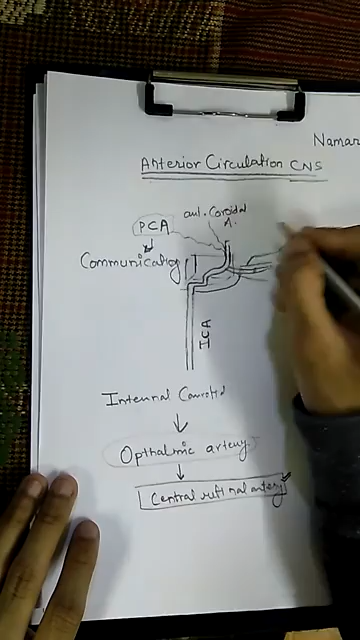 Namar
Anterior Circulation CNS
ant. Coroidal
A.
PCA
Communicating
ICA
Internal Carotid
Opthalmic artery
Central retinal artery